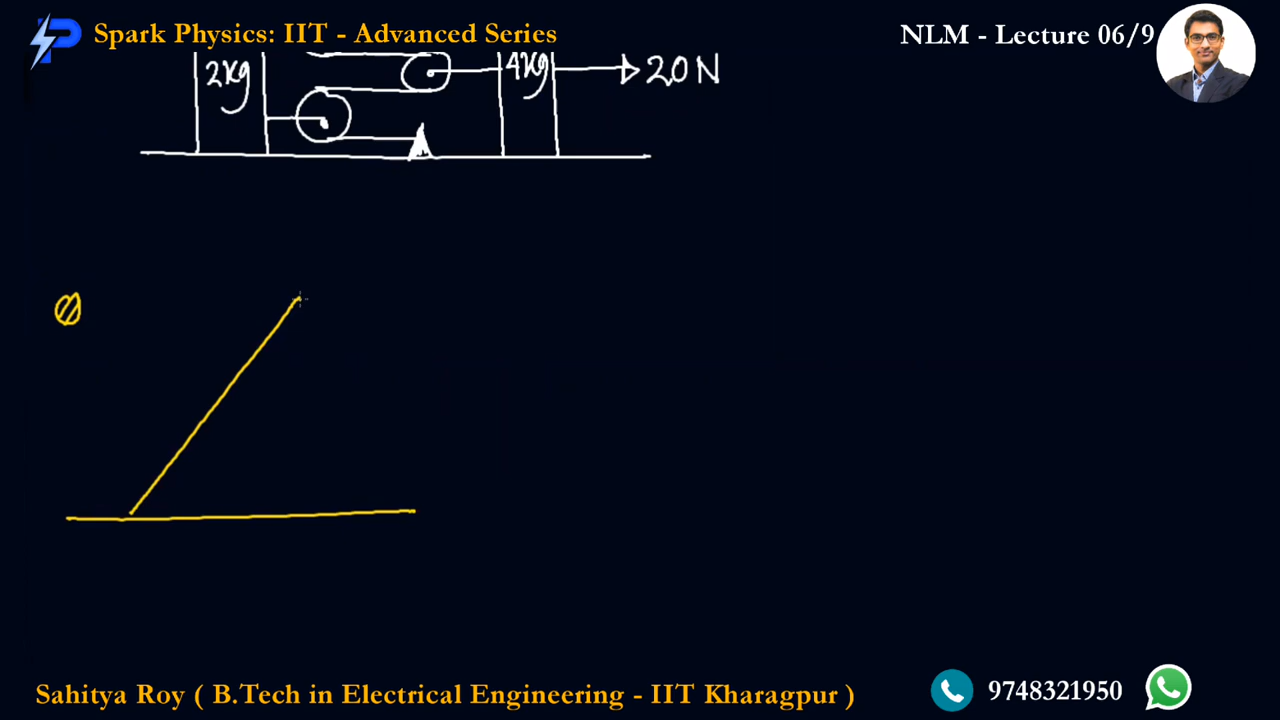 Spark Physics: IIT - Advanced Series
NLM - Lecture 06/9
2kg
4kg
20N
Sahitya Roy ( B.Tech in Electrical Engineering - IIT Kharagpur )
9748321950